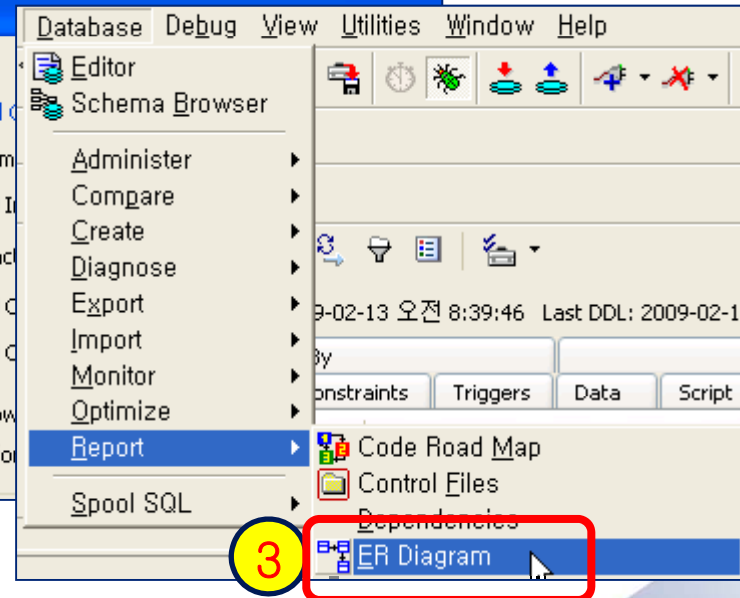 Database Debug View Utilities Window Help
Editor
Schema Browser
Administer
Compare
Create
Diagnose
Export
Import
Monitor
Optimize
Report
Spool SQL
9-02-13 오전 8:39:46 Last DDL: 2009-02-1
By
onstraints Triggers Data Script
Code Road Map
Control Files
Dependencies
ER Diagram
3